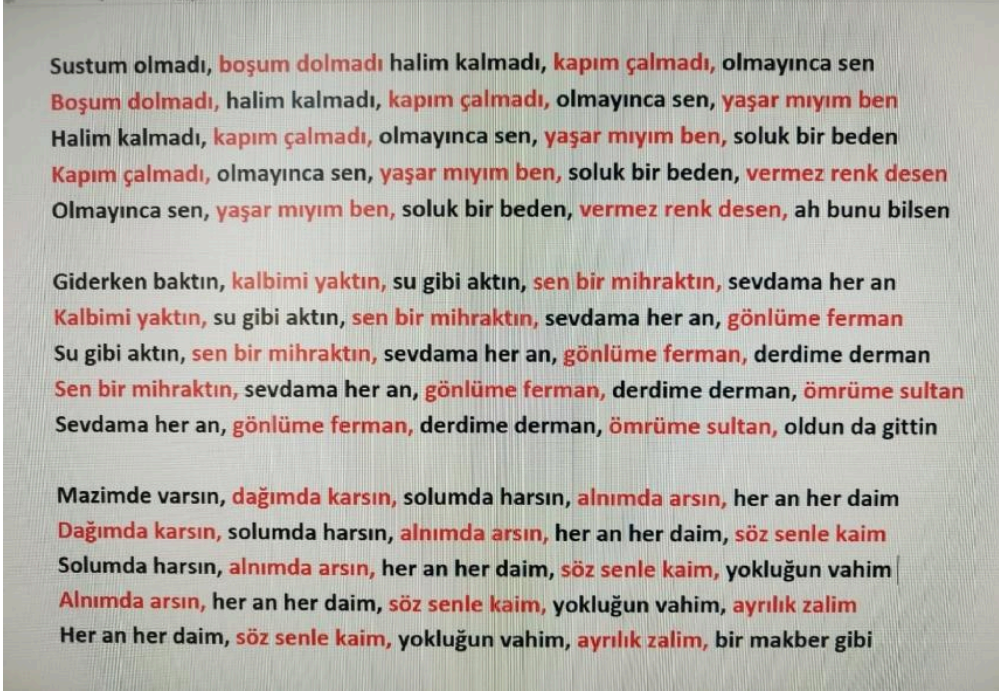 Sustum olmadı, boşum dolmadı halim kalmadı, kapım çalmadı, olmayınca sen
Boşum dolmadı, halim kalmadı, kapım çalmadı, olmayınca sen, yaşar mıyım ben
Halim kalmadı, kapım çalmadı, olmayınca sen, yaşar mıyım ben, soluk bir beden
Kapım çalmadı, olmayınca sen, yaşar mıyım ben, soluk bir beden, vermez renk desen
Olmayınca sen, yaşar mıyım ben, soluk bir beden, vermez renk desen, ah bunu bilsen
Giderken baktın, kalbimi yaktın, su gibi aktın, sen bir mihraktın, sevdama her an
Kalbimi yaktın, su gibi aktın, sen bir mihraktın, sevdama her an, gönlüme ferman
Su gibi aktın, sen bir mihraktın, sevdama her an, gönlüme ferman, derdime derman
Sen bir mihraktın, sevdama her an, gönlüme ferman, derdime derman, ömrüme sultan
Sevdama her an, gönlüme ferman, derdime derman, ömrüme sultan, oldun da gittin
Mazimde varsın, dağımda karsın, solumda harsın, alnımda arsın, her an her daim
Dağımda karsın, solumda harsın, alnımda arsın, her an her daim, söz senle kaim
Solumda harsın, alnımda arsın, her an her daim, söz senle kaim, yokluğun vahim
Alnımda arsın, her an her daim, söz senle kaim, yokluğun vahim, ayrılık zalim
Her an her daim, söz senle kaim, yokluğun vahim, ayrılık zalim, bir makber gibi